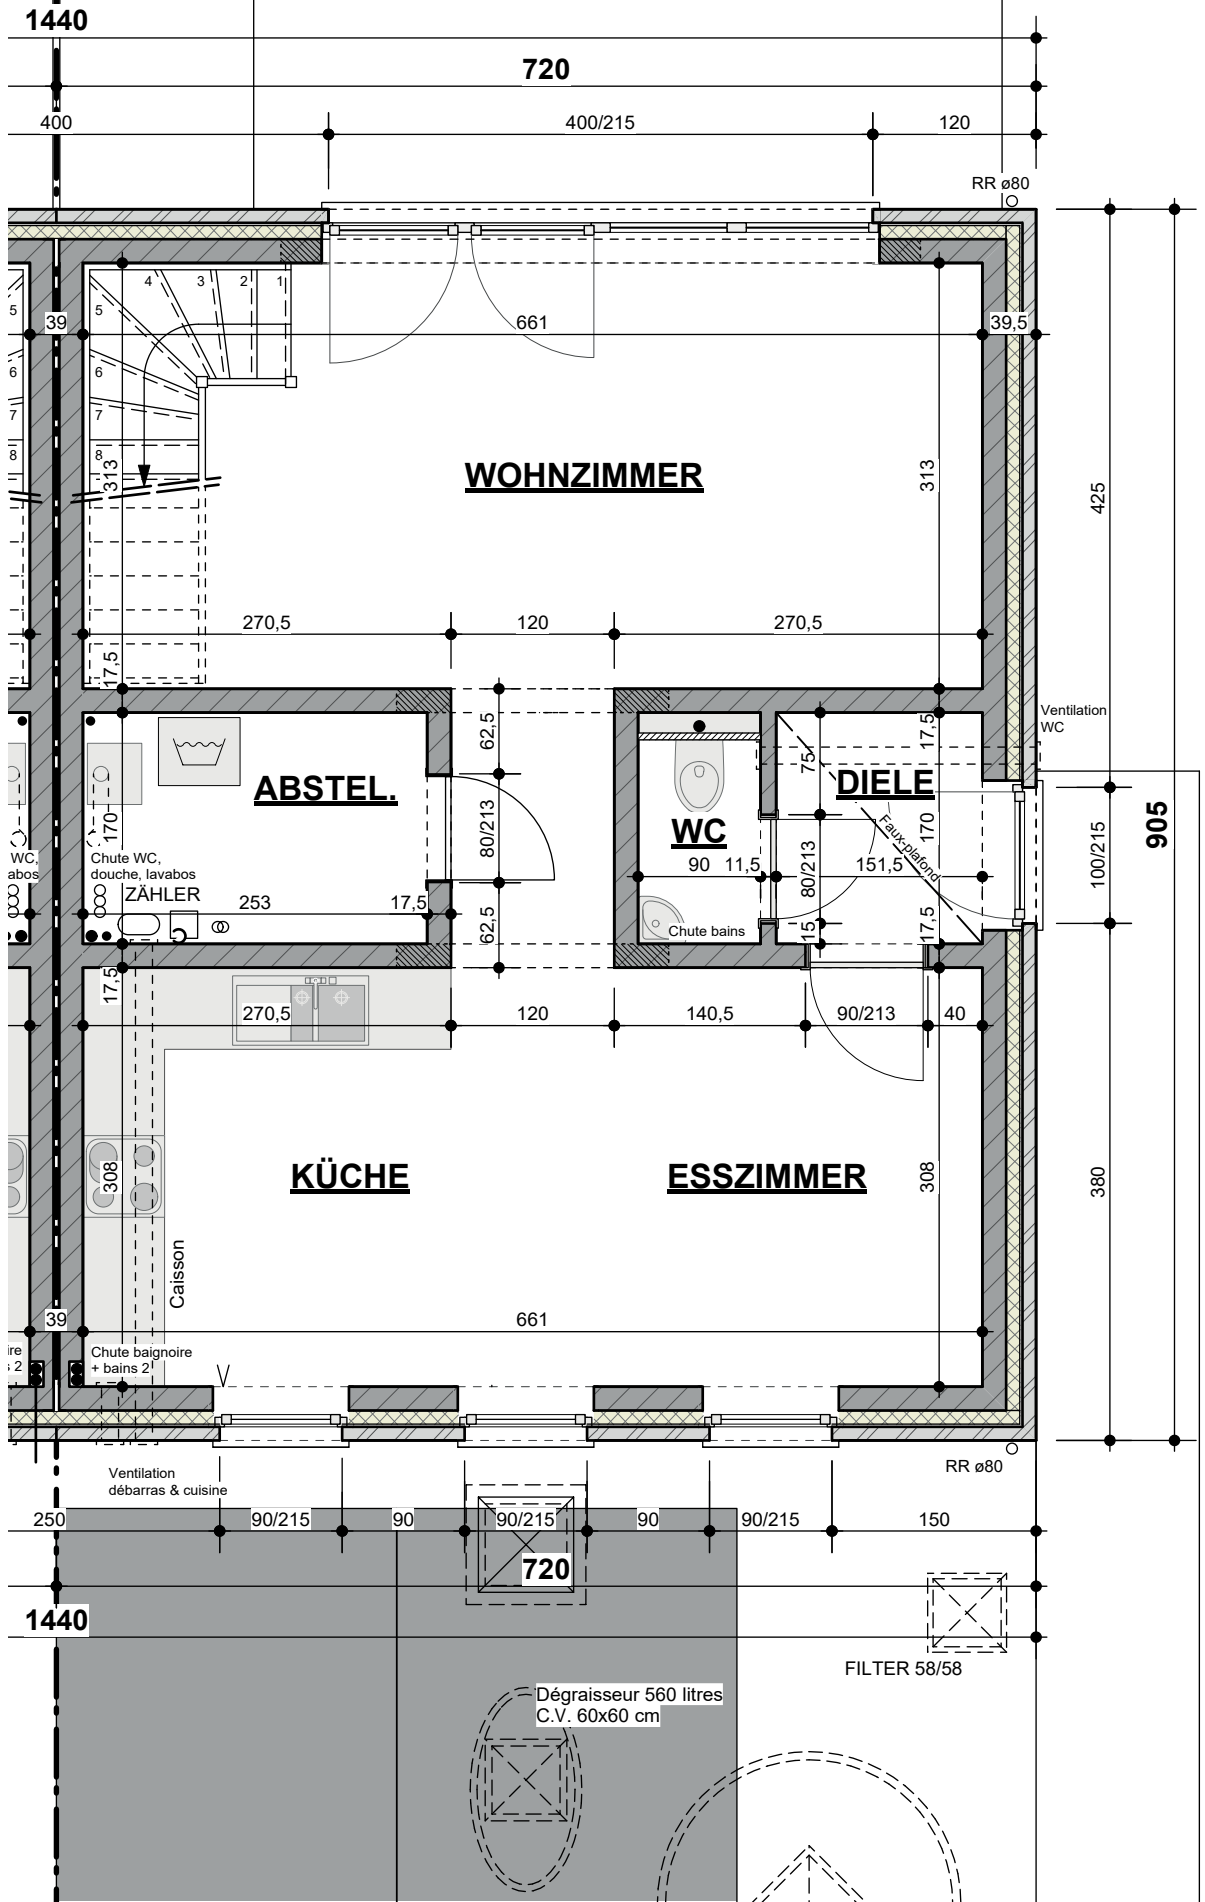 1440
720
400
400/215
120
RR ø80
4
3
2
1
5
5
39
661
39,5
6
6
7
7
8
8
313
WOHNZIMMER
313
425
270,5
120
270,5
17,5
Ventilation
WC
62,5
17,5
75
ABSTEL.
DIELE
WC
170
80/213
170
905
100/215
Faux-plafond
WC,
abos
Chute WC,
douche, lavabos
ZÄHLER
90
11,5
80/213
151,5
253
17,5
62,5
Chute bains
15
17,5
17,5
270,5
120
140,5
90/213
40
KÜCHE
ESSZIMMER
308
308
380
Caisson
39
661
ire
s 2
Chute baignoire
+ bains 2
Ventilation
débarras & cuisine
RR ø80
250
90/215
90
90/215
90
90/215
150
720
1440
FILTER 58/58
Dégraisseur 560 litres
C.V. 60x60 cm